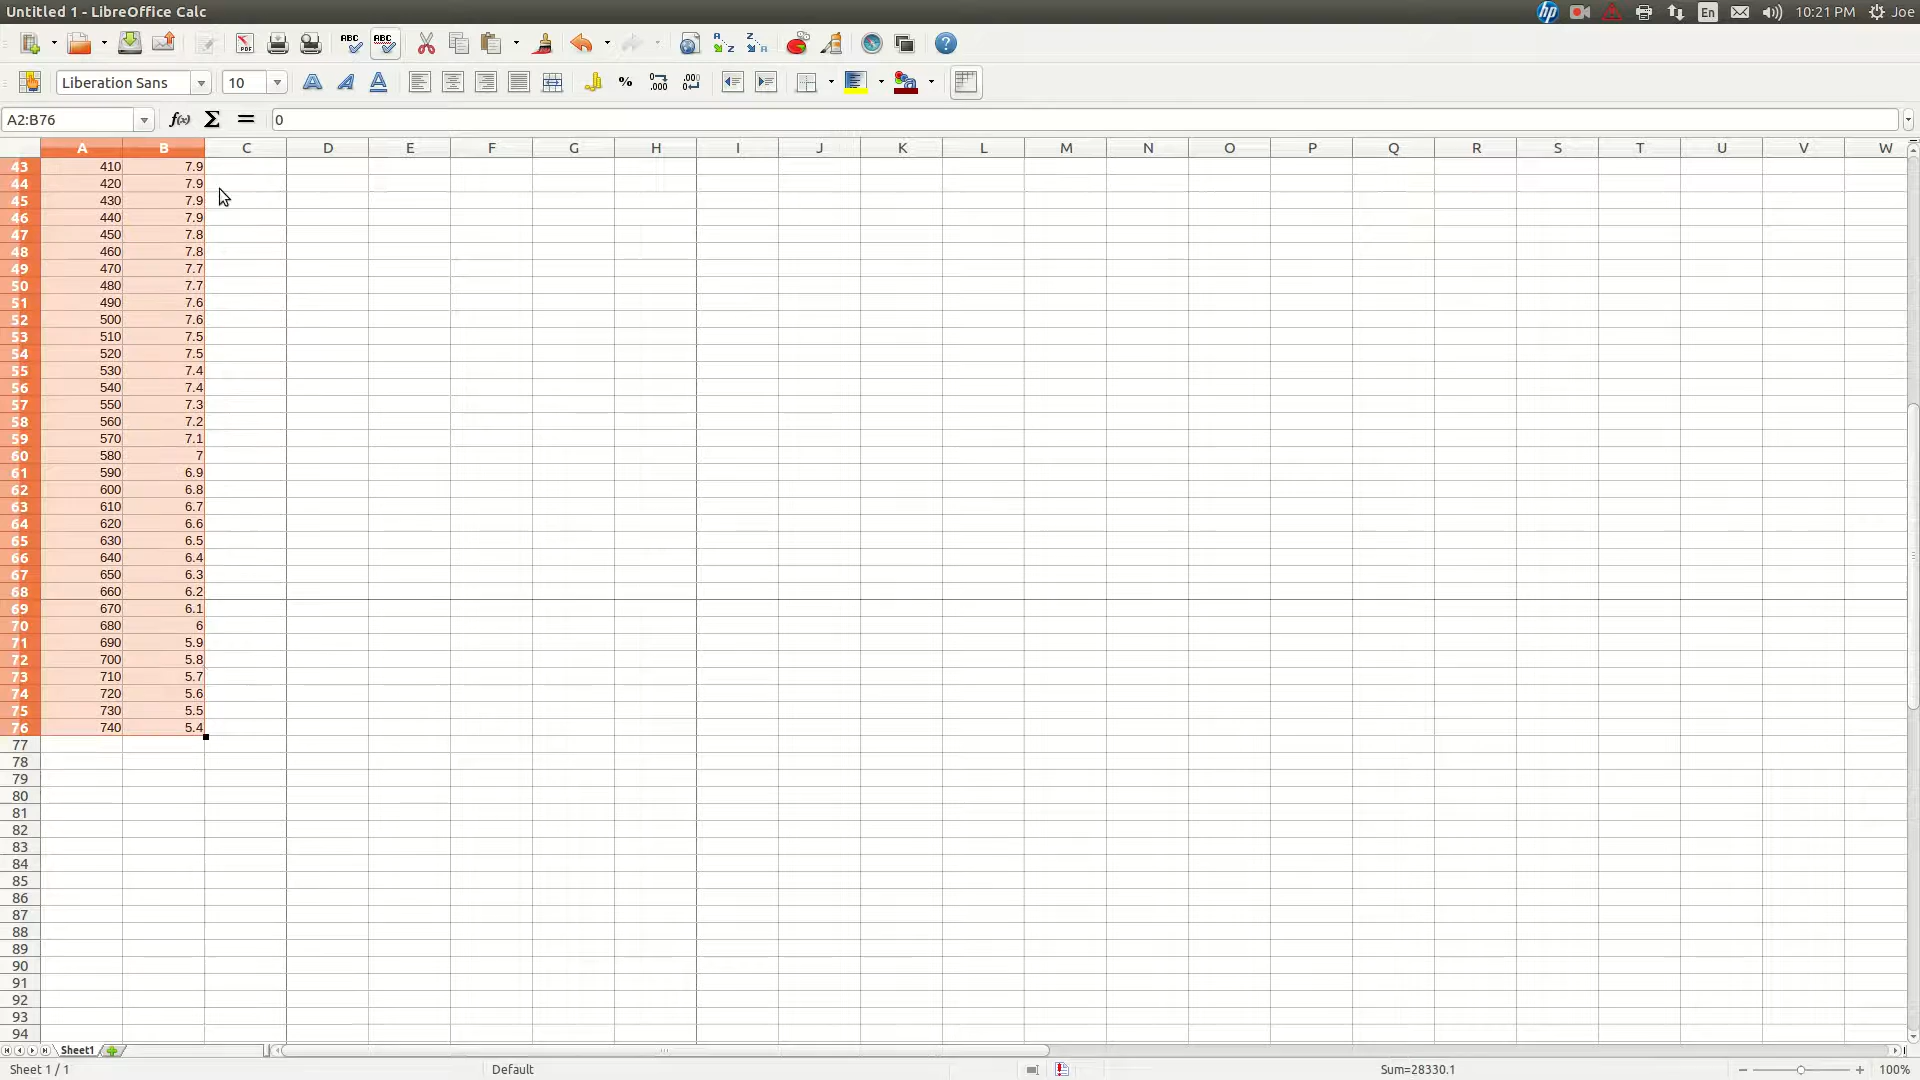 Untitled 1 - LibreOffice Calc
En
10:21 PM
Joe
ABC
ABC
Liberation Sans
10
A2:B76
0
A B C D E F G H I J K L M N O P Q R S T U V W
43 410 7.9
44 420 7.9
45 430 7.9
46 440 7.9
47 450 7.8
48 460 7.8
49 470 7.7
50 480 7.7
51 490 7.6
52 500 7.6
53 510 7.5
54 520 7.5
55 530 7.4
56 540 7.4
57 550 7.3
58 560 7.2
59 570 7.1
60 580 7
61 590 6.9
62 600 6.8
63 610 6.7
64 620 6.6
65 630 6.5
66 640 6.4
67 650 6.3
68 660 6.2
69 670 6.1
70 680 6
71 690 5.9
72 700 5.8
73 710 5.7
74 720 5.6
75 730 5.5
76 740 5.4
77
78
79
80
81
82
83
84
85
86
87
88
89
90
91
92
93
94
Sheet1
Sheet 1 / 1
Default
Sum=28330.1
100%